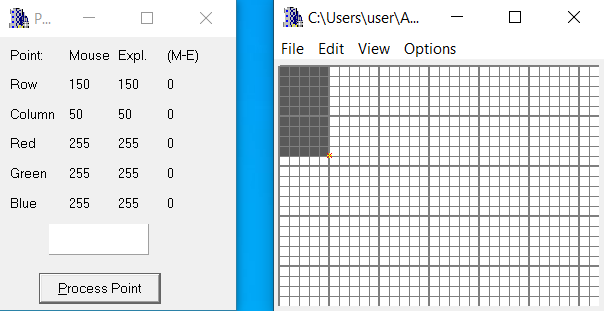 P...
Point: Mouse Expl. (M-E)
Row 150 150 0
Column 50 50 0
Red 255 255 0
Green 255 255 0
Blue 255 255 0
Process Point
C:\Users\user\A...
File Edit View Options